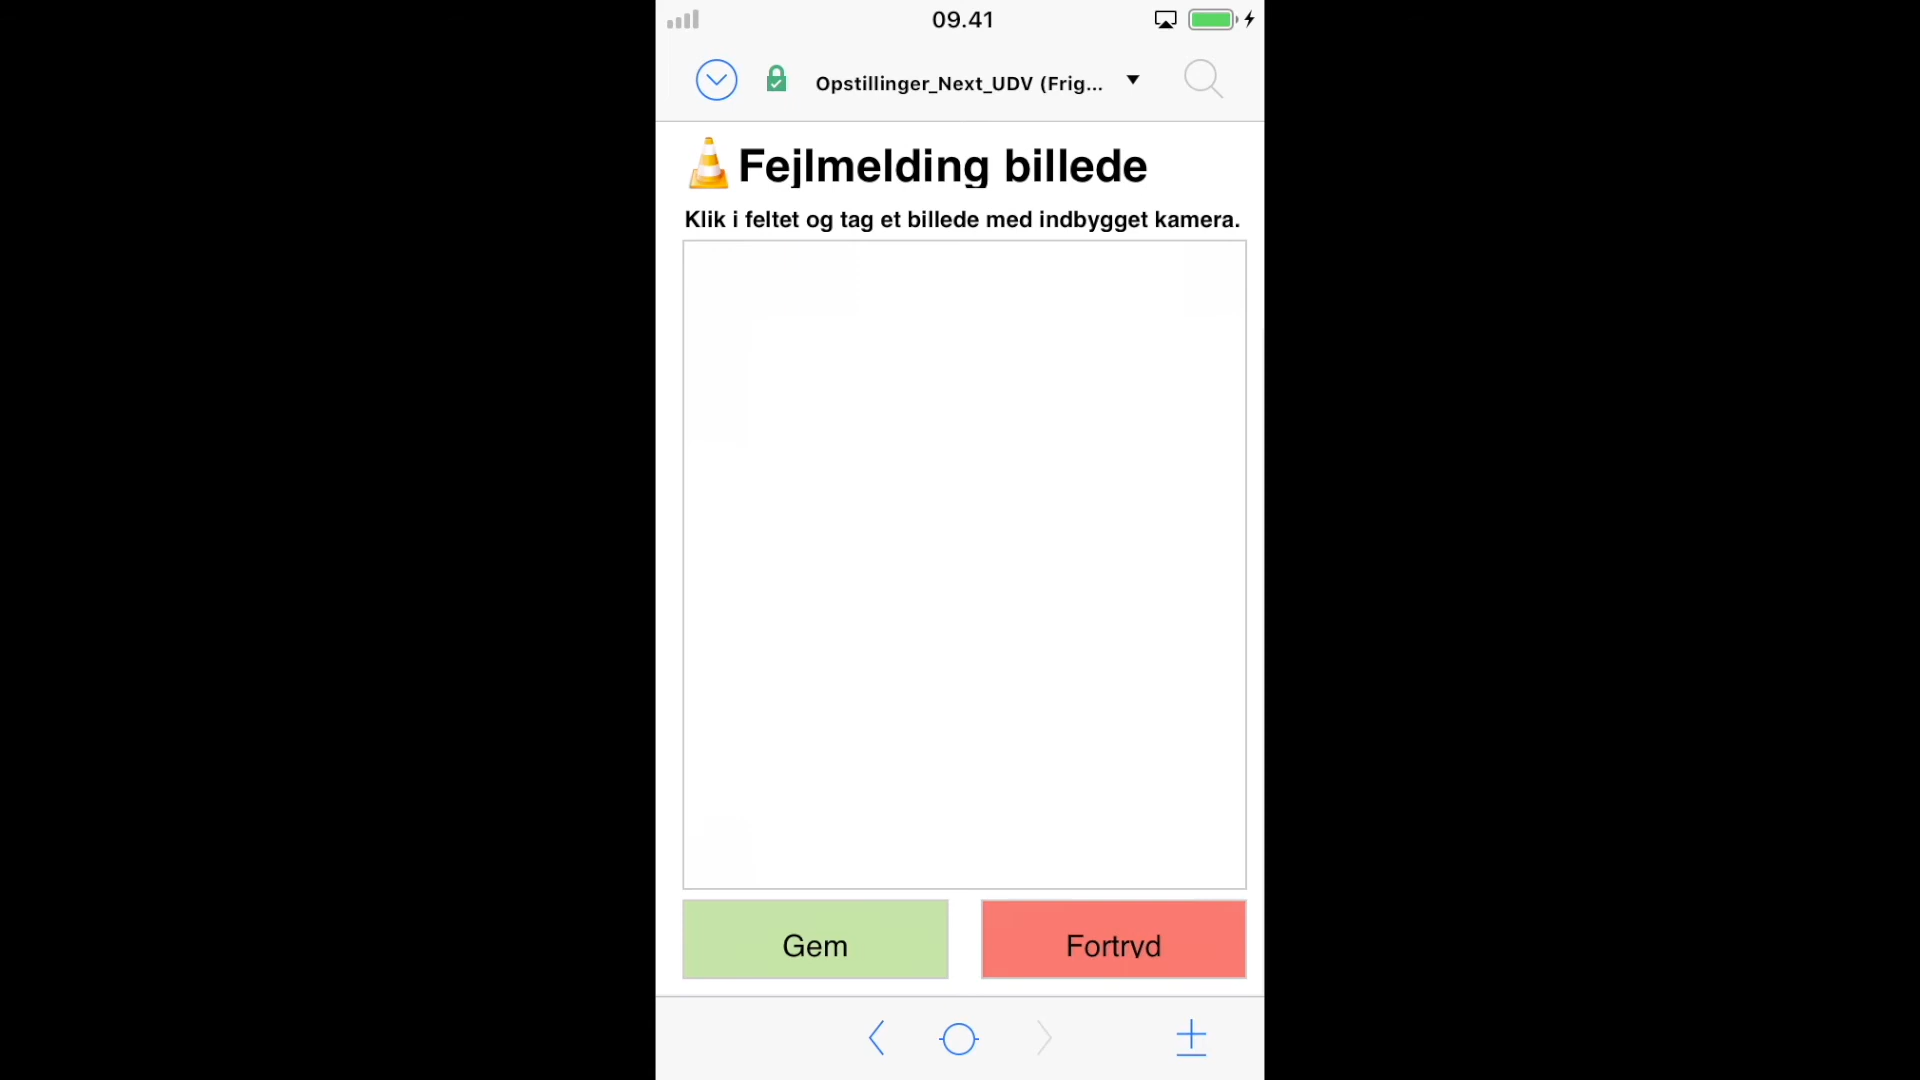 09.41
Opstillinger_Next_UDV (Frig...
Fejlmelding billede
Klik i feltet og tag et billede med indbygget kamera.
Gem
Fortryd